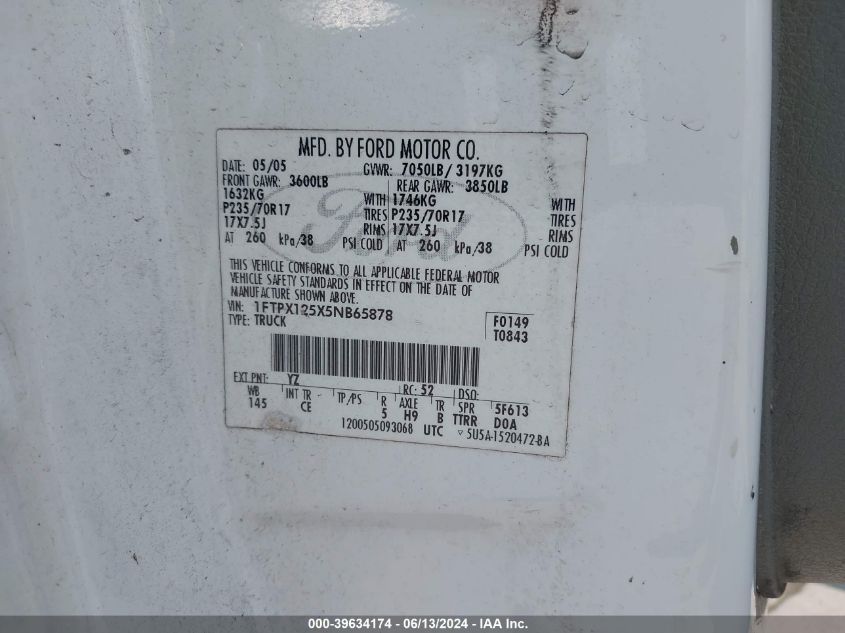 MFD. BY FORD MOTOR CO.
DATE: 05/05 GVWR: 7050LB/ 3197KG
FRONT GAWR: 3600LB REAR GAWR: 3850LB
1632KG WITH 1746KG WITH
P235/70R17 TIRES P235/70R17 TIRES
17X7.5J RIMS 17X7.5J RIMS
AT 260 kPa/38 PSI COLD AT 260 kPa/38 PSI COLD
Ford
THIS VEHICLE CONFORMS TO ALL APPLICABLE FEDERAL MOTOR
VEHICLE SAFETY STANDARDS IN EFFECT ON THE DATE OF
MANUFACTURE SHOWN ABOVE.
VIN: 1FTPX125X5NB65878 F0149
TYPE: TRUCK T0843
EXT PNT: YZ RC: 52 DSO:
WB INT TR TP/PS R AXLE TR SPR 5F613
145 CE 5 H9 B TTRR DOA
1200505093068 UTC ▽ 5U5A-1520472-BA
000-39634174 - 06/13/2024 - IAA Inc.